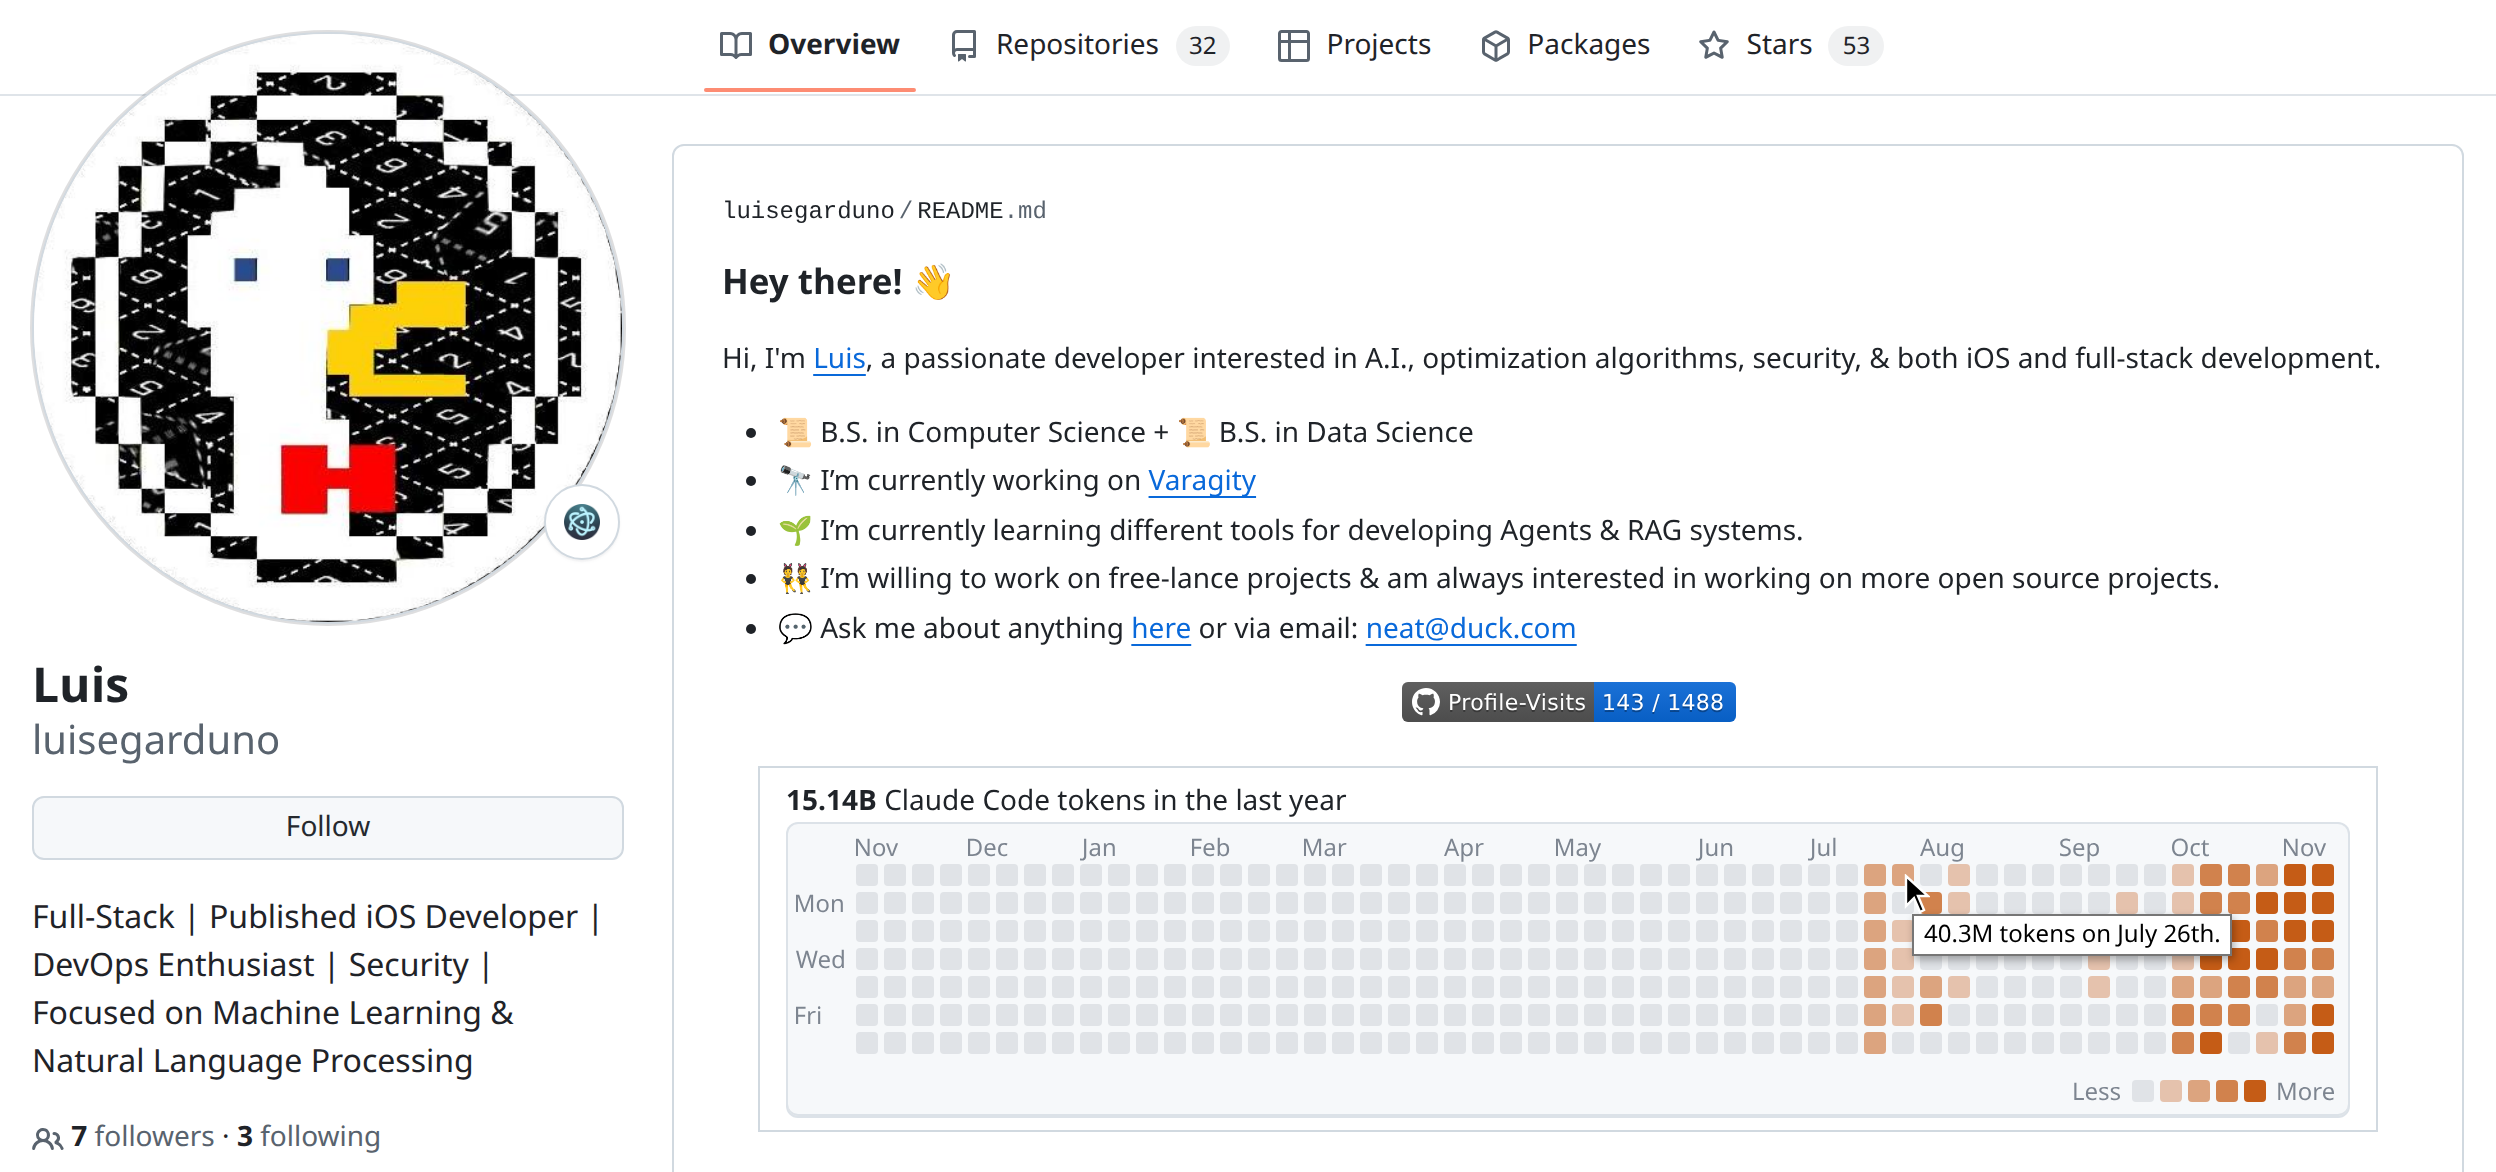 Overview
Repositories 32
Projects
Packages
Stars 53
luisegarduno/README.md
Hey there! 👋
Hi, I'm Luis, a passionate developer interested in A.I., optimization algorithms, security, & both iOS and full-stack development.
📜 B.S. in Computer Science + 📜 B.S. in Data Science
🔭 I’m currently working on Varagity
🌱 I’m currently learning different tools for developing Agents & RAG systems.
👯 I’m willing to work on free-lance projects & am always interested in working on more open source projects.
💬 Ask me about anything here or via email: neat@duck.com
Profile-Visits 143 / 1488
Luis
luisegarduno
Follow
Full-Stack | Published iOS Developer |
DevOps Enthusiast | Security |
Focused on Machine Learning &
Natural Language Processing
7 followers · 3 following
15.14B Claude Code tokens in the last year
Nov Dec Jan Feb Mar Apr May Jun Jul Aug Sep Oct Nov
Mon
40.3M tokens on July 26th.
Wed
Fri
Less More